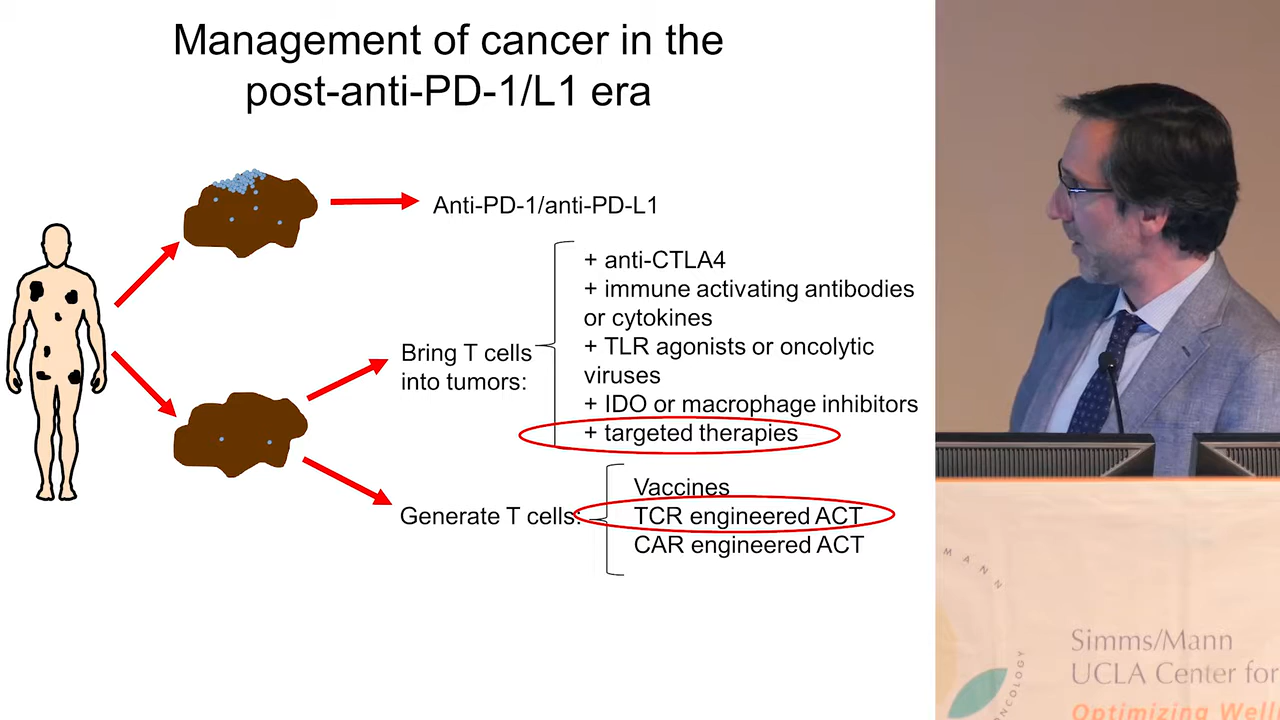 Management of cancer in the
post-anti-PD-1/L1 era
Anti-PD-1/anti-PD-L1
Bring T cells
into tumors:
+ anti-CTLA4
+ immune activating antibodies
or cytokines
+ TLR agonists or oncolytic
viruses
+ IDO or macrophage inhibitors
+ targeted therapies
Generate T cells:
Vaccines
TCR engineered ACT
CAR engineered ACT
MANN
ONCOLOGY
Simms/Mann
UCLA Center for
Optimizing